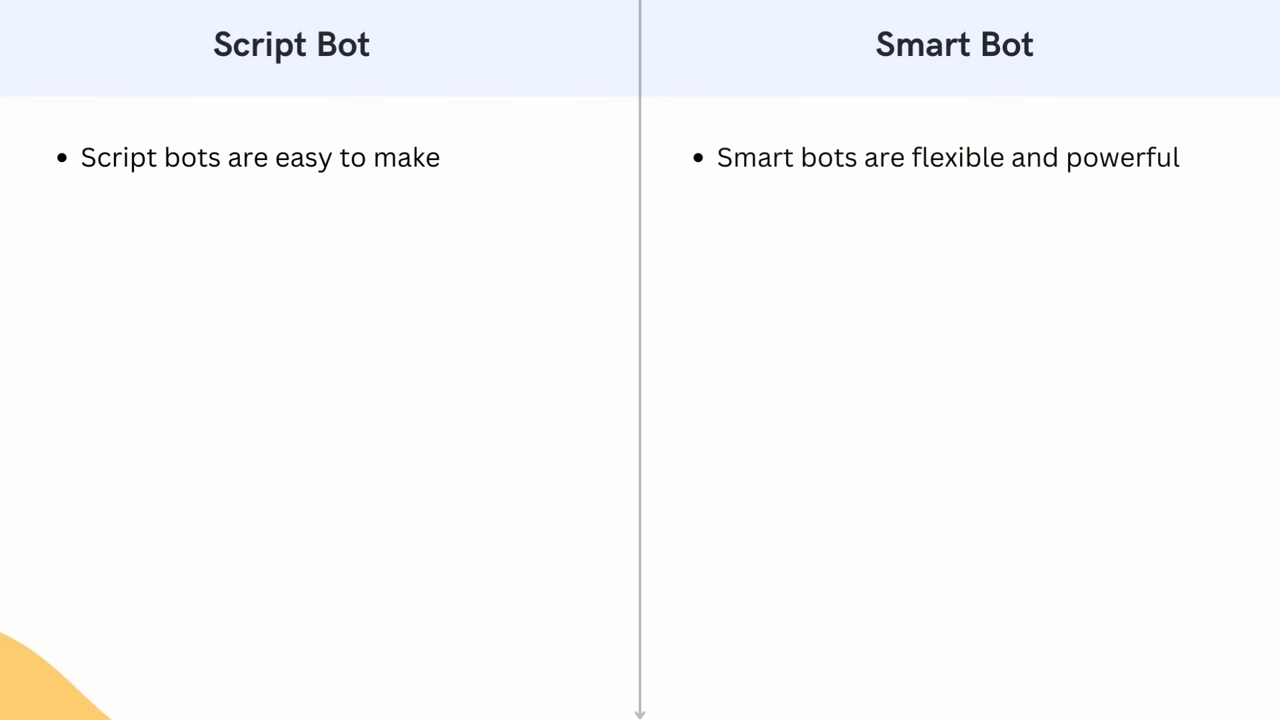 Script Bot
Smart Bot
• Script bots are easy to make
• Smart bots are flexible and powerful